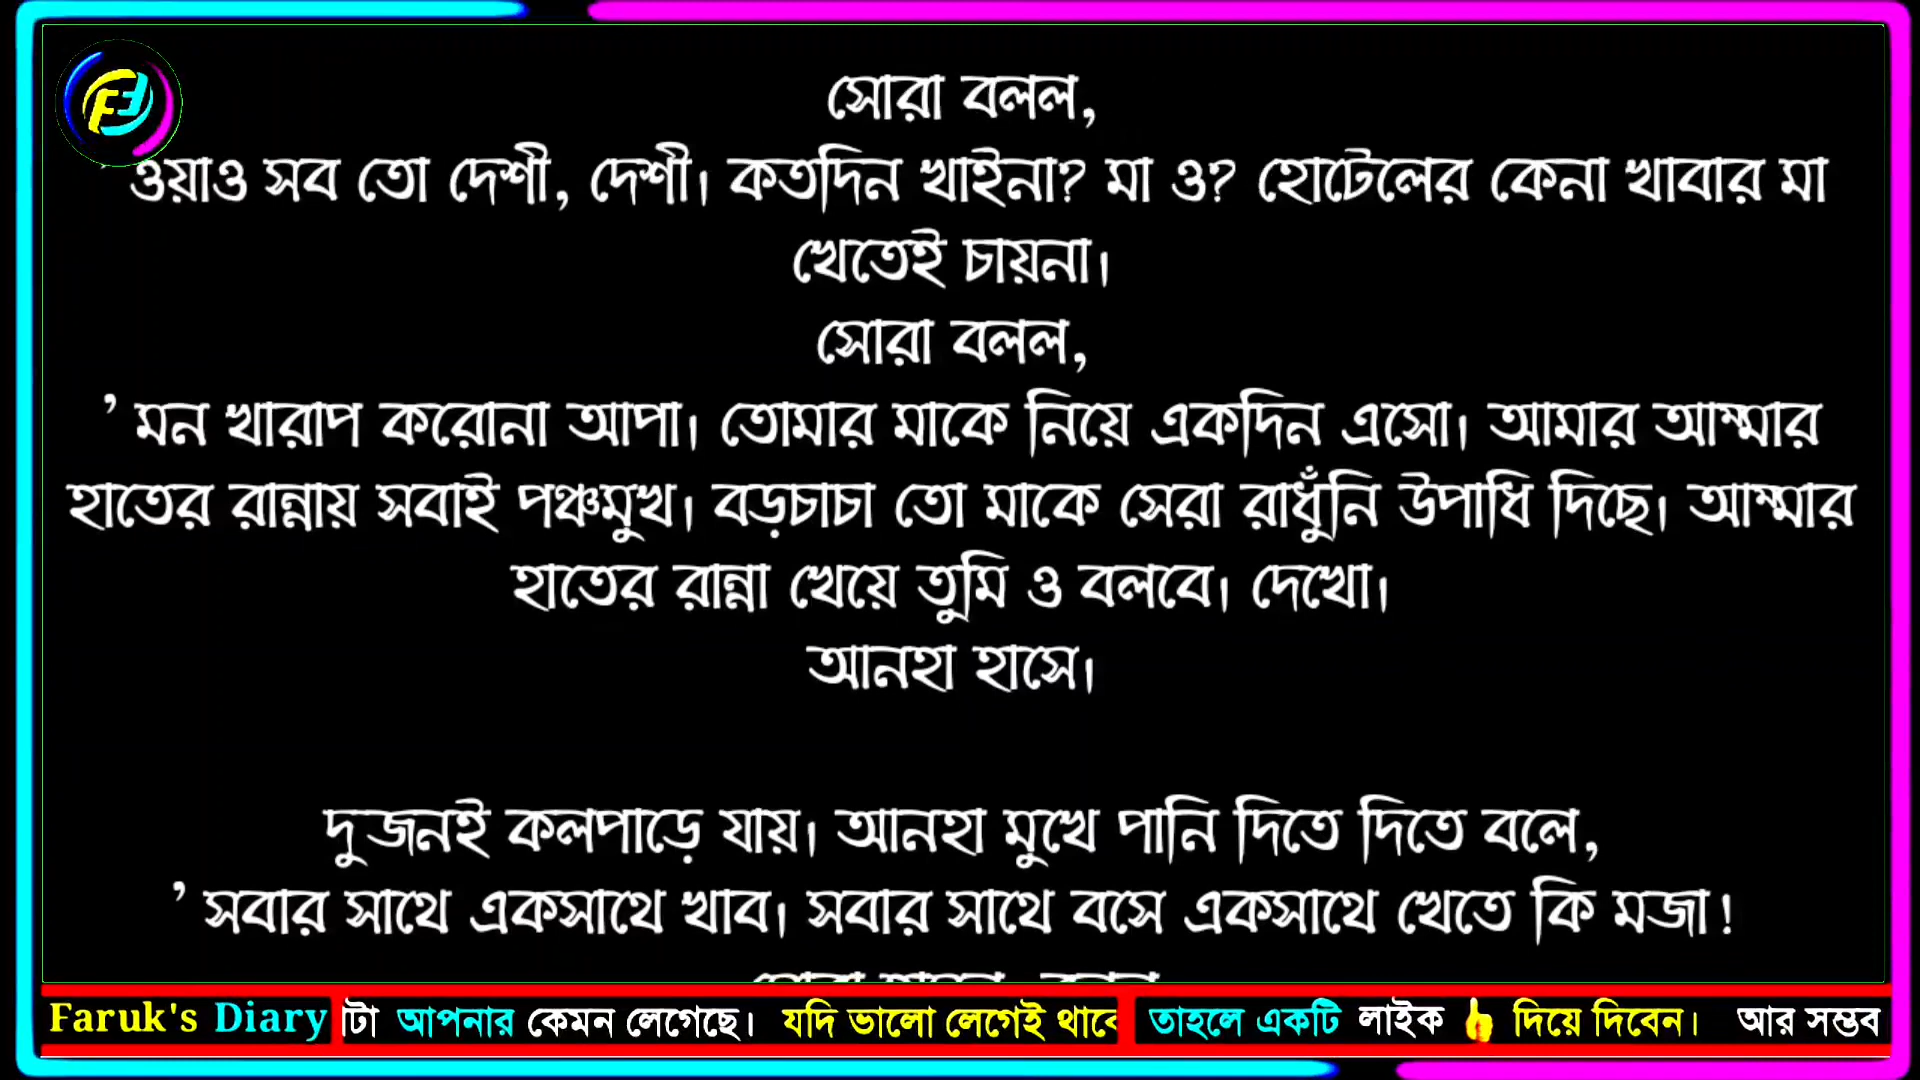 সোরা বলল,
ওয়াও সব তো দেশী, দেশী। কতদিন খাইনা? মা ও? হোটেলের কেনা খাবার মা
খেতেই চায়না।
সোরা বলল,
’ মন খারাপ করোনা আপা। তোমার মাকে নিয়ে একদিন এসো। আমার আম্মার
হাতের রান্নায় সবাই পঞ্চমুখ। বড়চাচা তো মাকে সেরা রাধুঁনি উপাধি দিছে। আম্মার
হাতের রান্না খেয়ে তুমি ও বলবে। দেখো।
আনহা হাসে।
দুজনই কলপাড়ে যায়। আনহা মুখে পানি দিতে দিতে বলে,
’ সবার সাথে একসাথে খাব। সবার সাথে বসে একসাথে খেতে কি মজা!
Faruk's Diary টা আপনার কেমন লেগেছে। যদি ভালো লেগেই থাকে তাহলে একটি লাইক 👆 দিয়ে দিবেন। আর সম্ভব